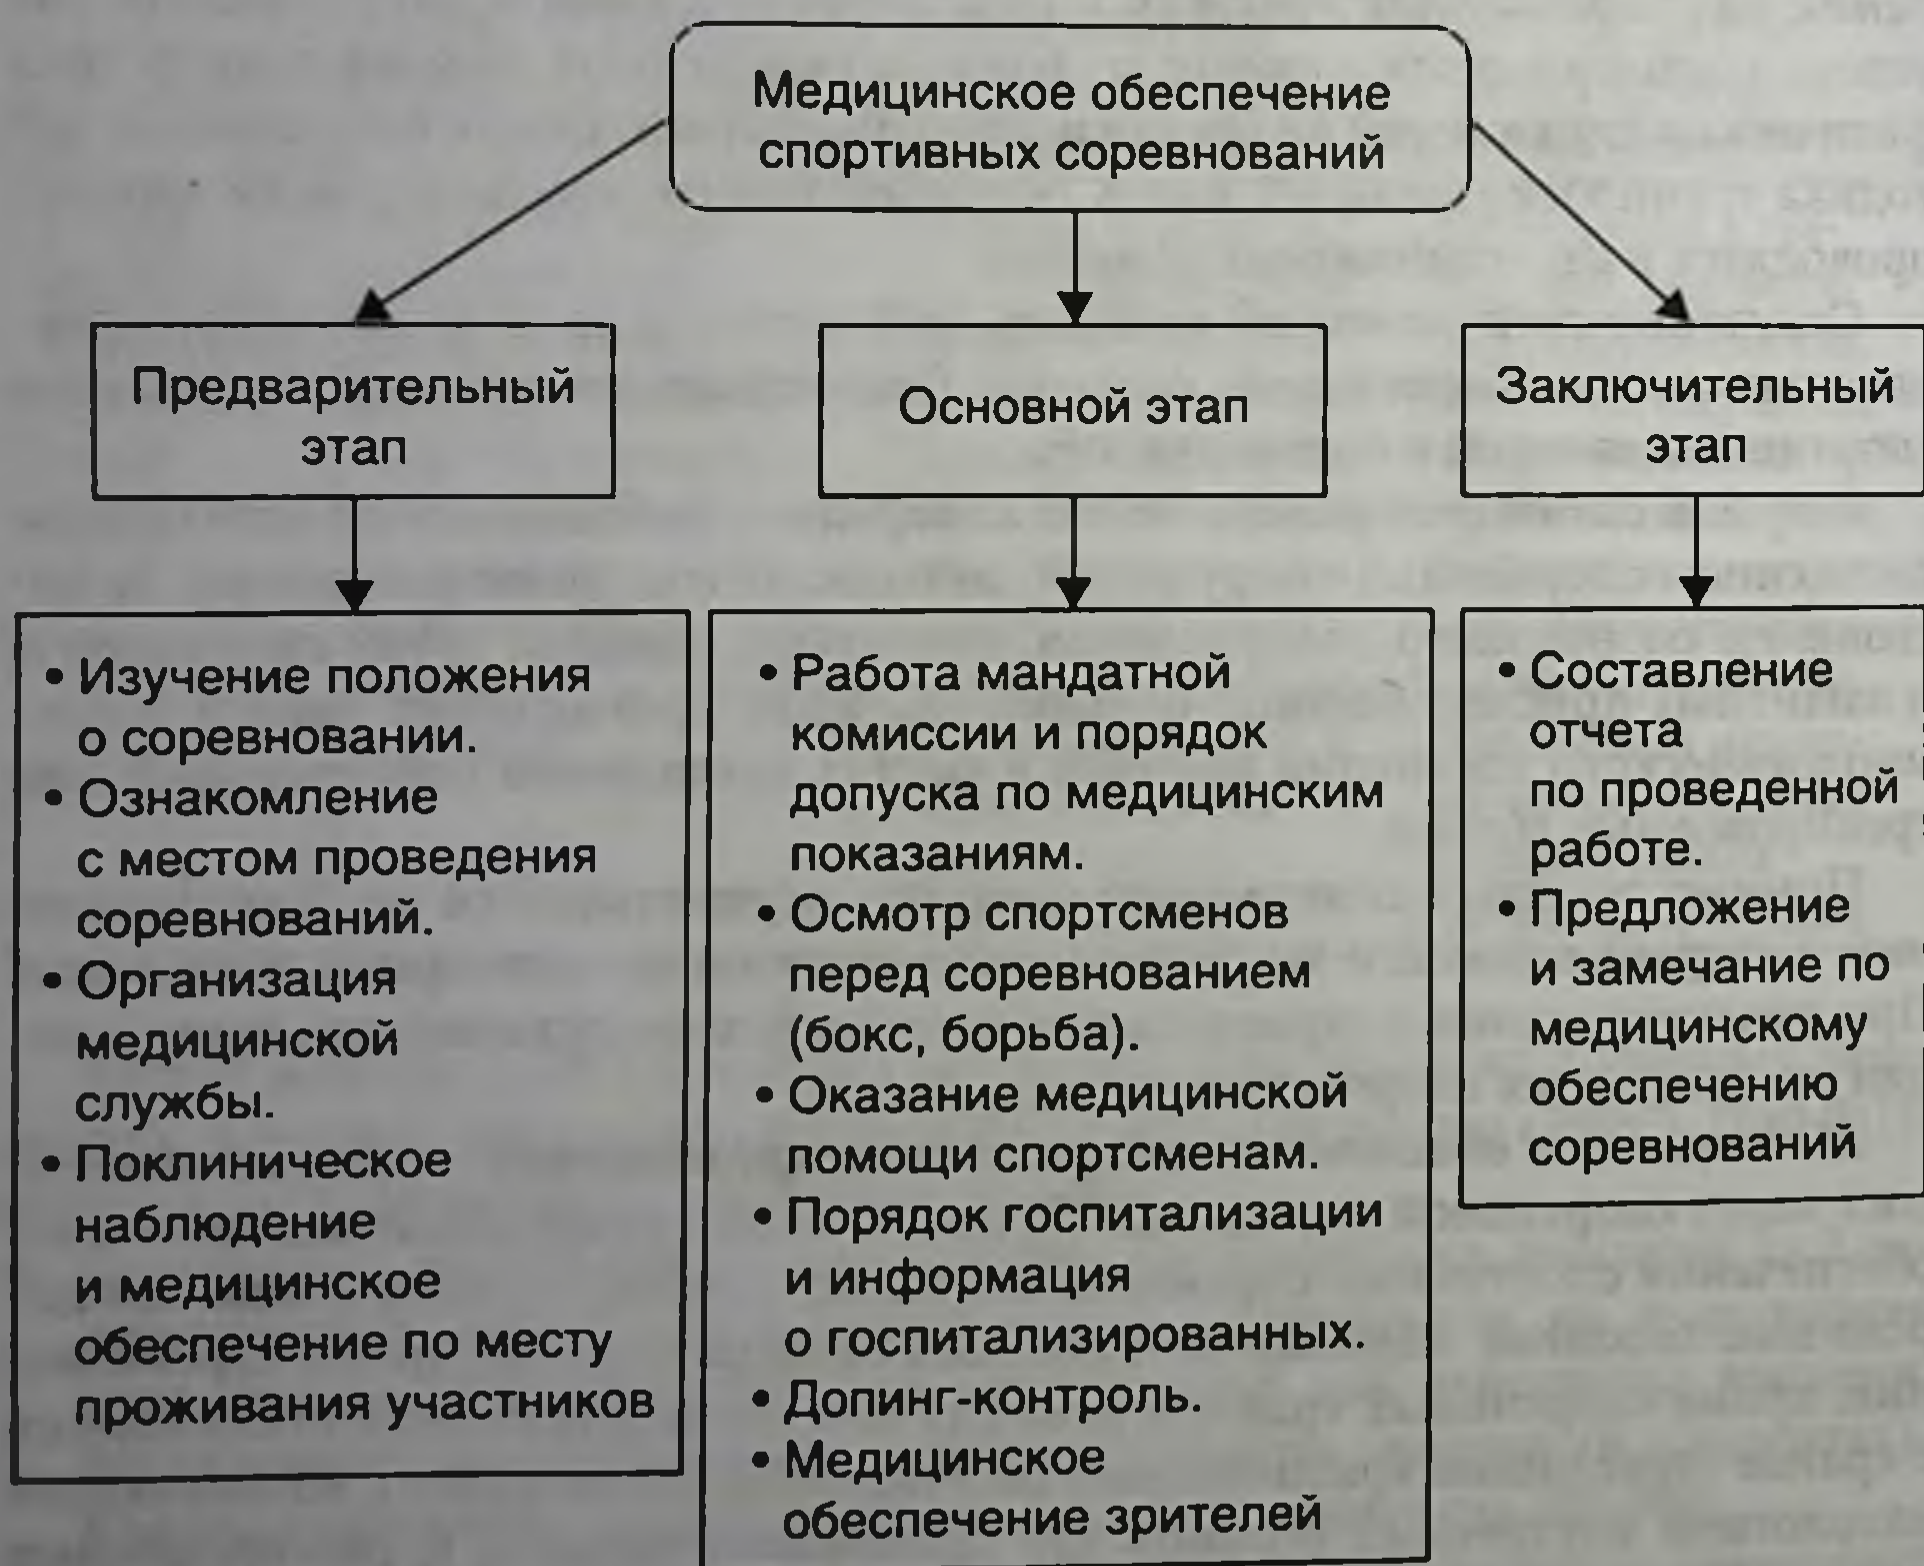 Медицинское обеспечение
спортивных соревнований
Предварительный
этап
Основной этап
Заключительный
этап
• Изучение положения
о соревновании.
• Ознакомление
с местом проведения
соревнований.
• Организация
медицинской
службы.
• Поклиническое
наблюдение
и медицинское
обеспечение по месту
проживания участников
• Работа мандатной
комиссии и порядок
допуска по медицинским
показаниям.
• Осмотр спортсменов
перед соревнованием
(бокс, борьба).
• Оказание медицинской
помощи спортсменам.
• Порядок госпитализации
и информация
о госпитализированных.
• Допинг-контроль.
• Медицинское
обеспечение зрителей
• Составление
отчета
по проведенной
работе.
• Предложение
и замечание по
медицинскому
обеспечению
соревнований